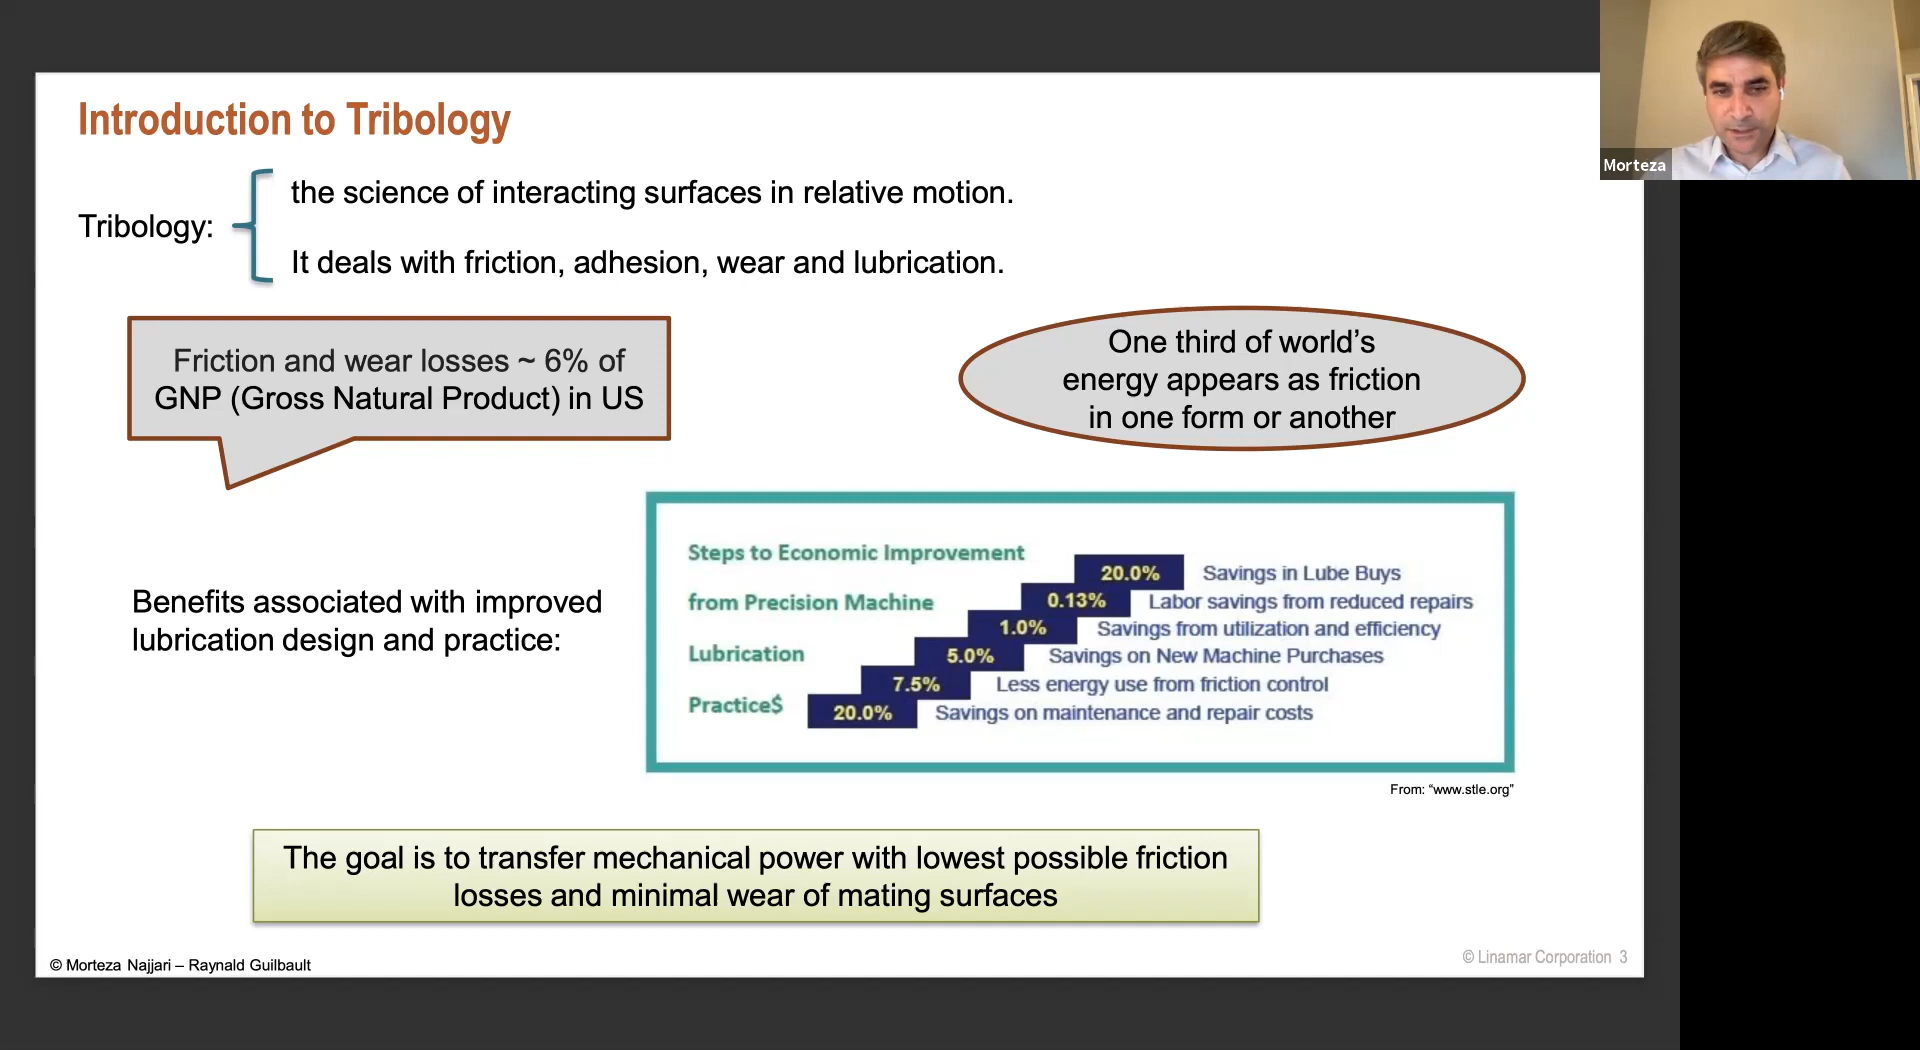 Introduction to Tribology
Tribology:
the science of interacting surfaces in relative motion.
It deals with friction, adhesion, wear and lubrication.
Friction and wear losses ~ 6% of
GNP (Gross Natural Product) in US
One third of world's
energy appears as friction
in one form or another
Benefits associated with improved
lubrication design and practice:
Steps to Economic Improvement
from Precision Machine
Lubrication
Practice$
20.0% Savings in Lube Buys
0.13% Labor savings from reduced repairs
1.0% Savings from utilization and efficiency
5.0% Savings on New Machine Purchases
7.5% Less energy use from friction control
20.0% Savings on maintenance and repair costs
From: “www.stle.org”
The goal is to transfer mechanical power with lowest possible friction
losses and minimal wear of mating surfaces
© Morteza Najjari – Raynald Guilbault
© Linamar Corporation 3
Morteza